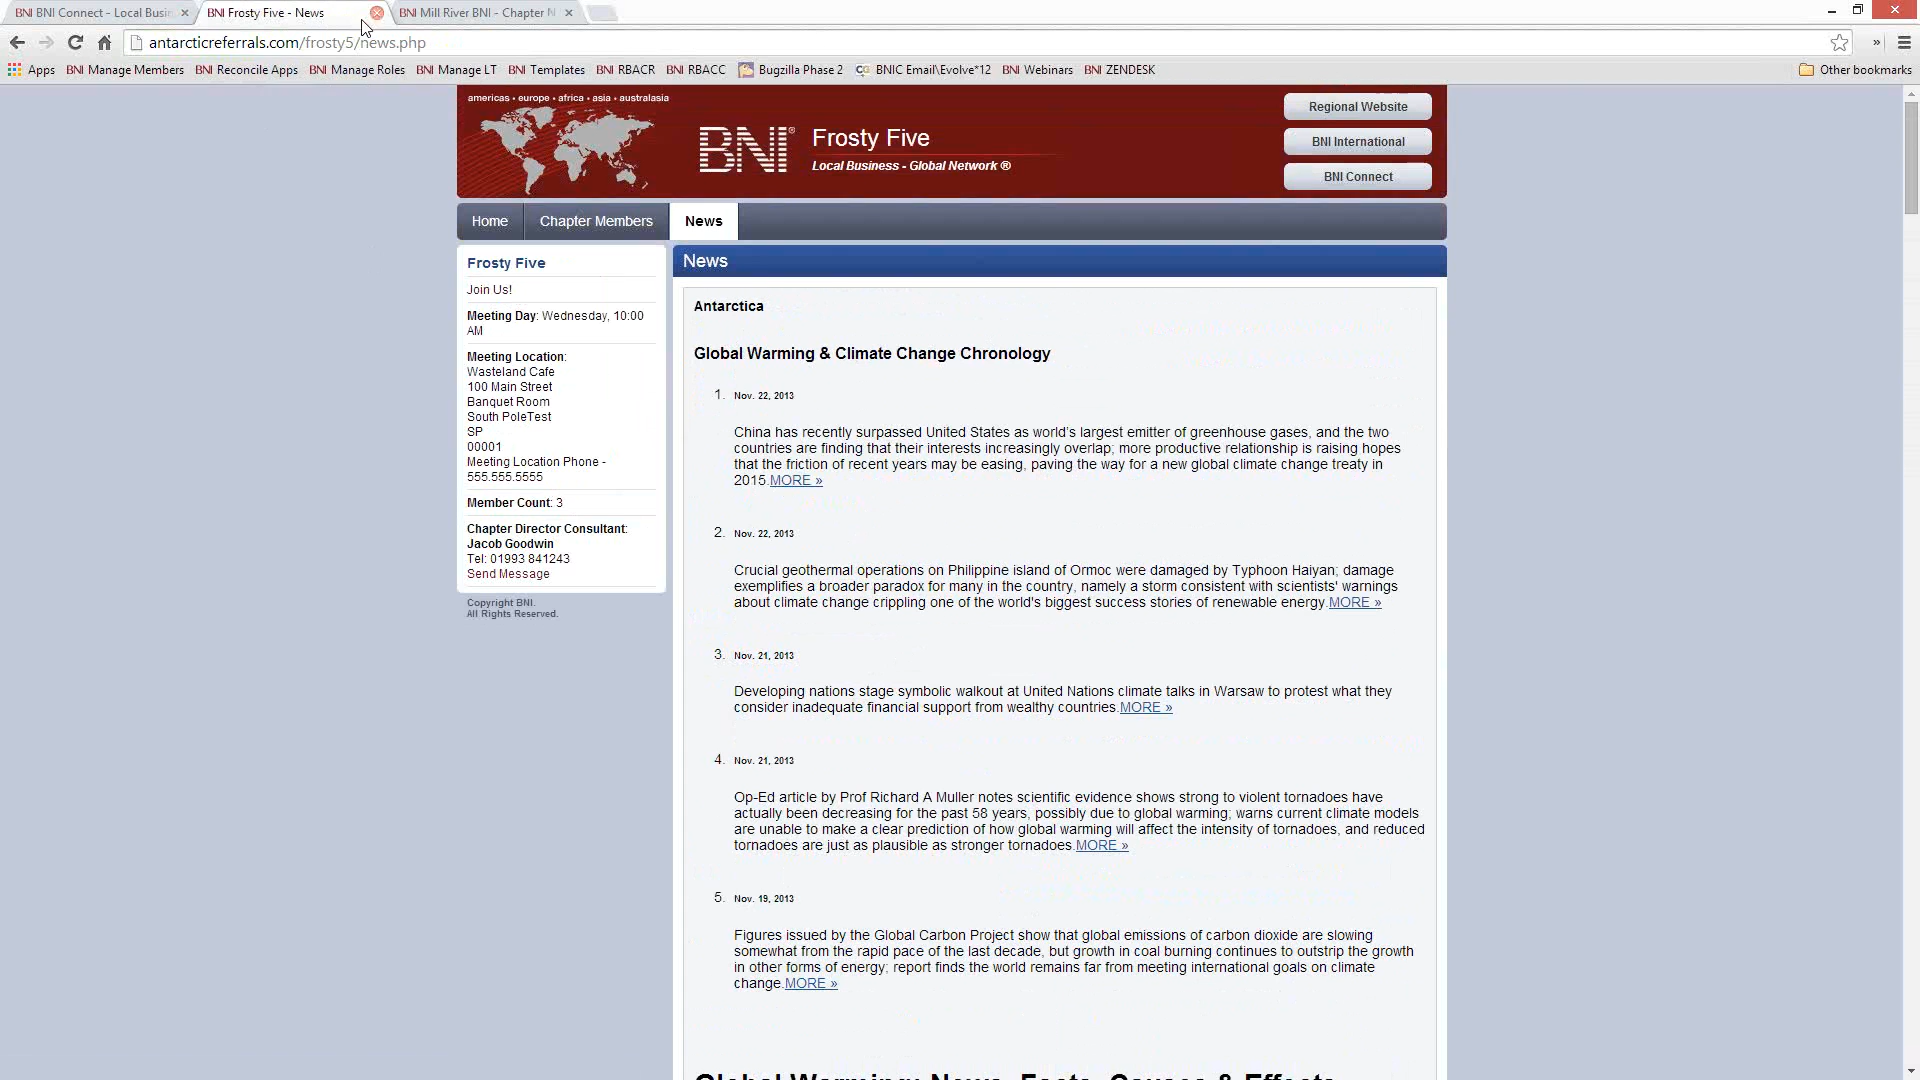 BNI BNI Connect - Local Busin
BNI Frosty Five - News
BNI Mill River BNI - Chapter N
antarcticreferrals.com/frosty5/news.php
Apps
BNI Manage Members
BNI Reconcile Apps
BNI Manage Roles
BNI Manage LT
BNI Templates
BNI RBACR
BNI RBACC
Bugzilla Phase 2
BNIC Email\Evolve*12
BNI Webinars
BNI ZENDESK
Other bookmarks
americas • europe • africa • asia • australasia
BNI®
Frosty Five
Local Business - Global Network ®
Regional Website
BNI International
BNI Connect
Home
Chapter Members
News
Frosty Five
Join Us!
Meeting Day: Wednesday, 10:00
AM
Meeting Location:
Wasteland Cafe
100 Main Street
Banquet Room
South PoleTest
SP
00001
Meeting Location Phone -
555.555.5555
Member Count: 3
Chapter Director Consultant:
Jacob Goodwin
Tel: 01993 841243
Send Message
Copyright BNI.
All Rights Reserved.
News
Antarctica
Global Warming & Climate Change Chronology
1. Nov. 22, 2013
China has recently surpassed United States as world's largest emitter of greenhouse gases, and the two
countries are finding that their interests increasingly overlap; more productive relationship is raising hopes
that the friction of recent years may be easing, paving the way for a new global climate change treaty in
2015.MORE »
2. Nov. 22, 2013
Crucial geothermal operations on Philippine island of Ormoc were damaged by Typhoon Haiyan; damage
exemplifies a broader paradox for many in the country, namely a storm consistent with scientists' warnings
about climate change crippling one of the world's biggest success stories of renewable energy.MORE »
3. Nov. 21, 2013
Developing nations stage symbolic walkout at United Nations climate talks in Warsaw to protest what they
consider inadequate financial support from wealthy countries.MORE »
4. Nov. 21, 2013
Op-Ed article by Prof Richard A Muller notes scientific evidence shows strong to violent tornadoes have
actually been decreasing for the past 58 years, possibly due to global warming; warns current climate models
are unable to make a clear prediction of how global warming will affect the intensity of tornadoes, and reduced
tornadoes are just as plausible as stronger tornadoes.MORE »
5. Nov. 19, 2013
Figures issued by the Global Carbon Project show that global emissions of carbon dioxide are slowing
somewhat from the rapid pace of the last decade, but growth in coal burning continues to outstrip the growth
in other forms of energy; report finds the world remains far from meeting international goals on climate
change.MORE »
Global Warming: News, Facts, Causes & Effects